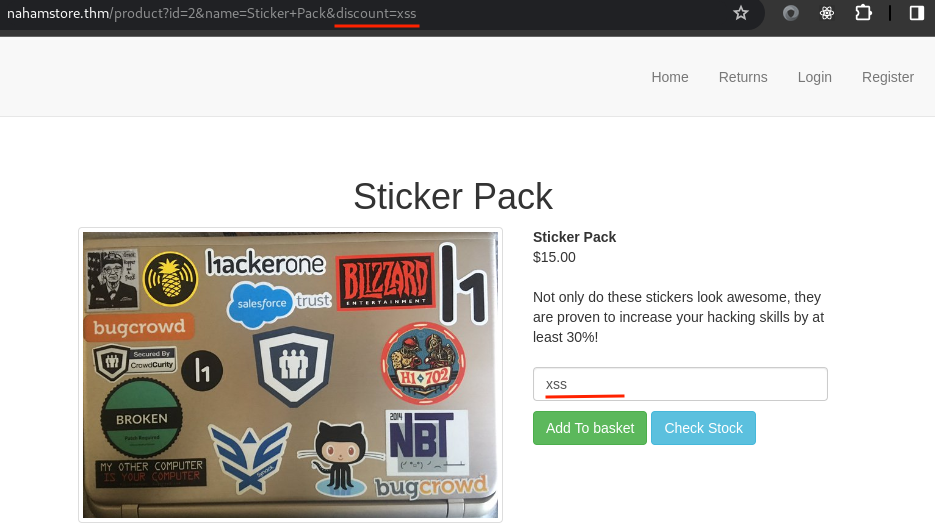 nahamstore.thm/product?id=2&name=Sticker+Pack&discount=xss
Home Returns Login Register
Sticker Pack
Sticker Pack
$15.00
Not only do these stickers look awesome, they
are proven to increase your hacking skills by at
least 30%!
xss
Add To basket Check Stock
hackerone
BLIZZARD
ENTERTAINMENT
h
salesforce trust
bugcrowd
Secured By
CrowdCurity
h1
H1 702
BROKEN
2014
NBT
MY OTHER COMPUTER
IS YOUR COMPUTER
bugcrowd